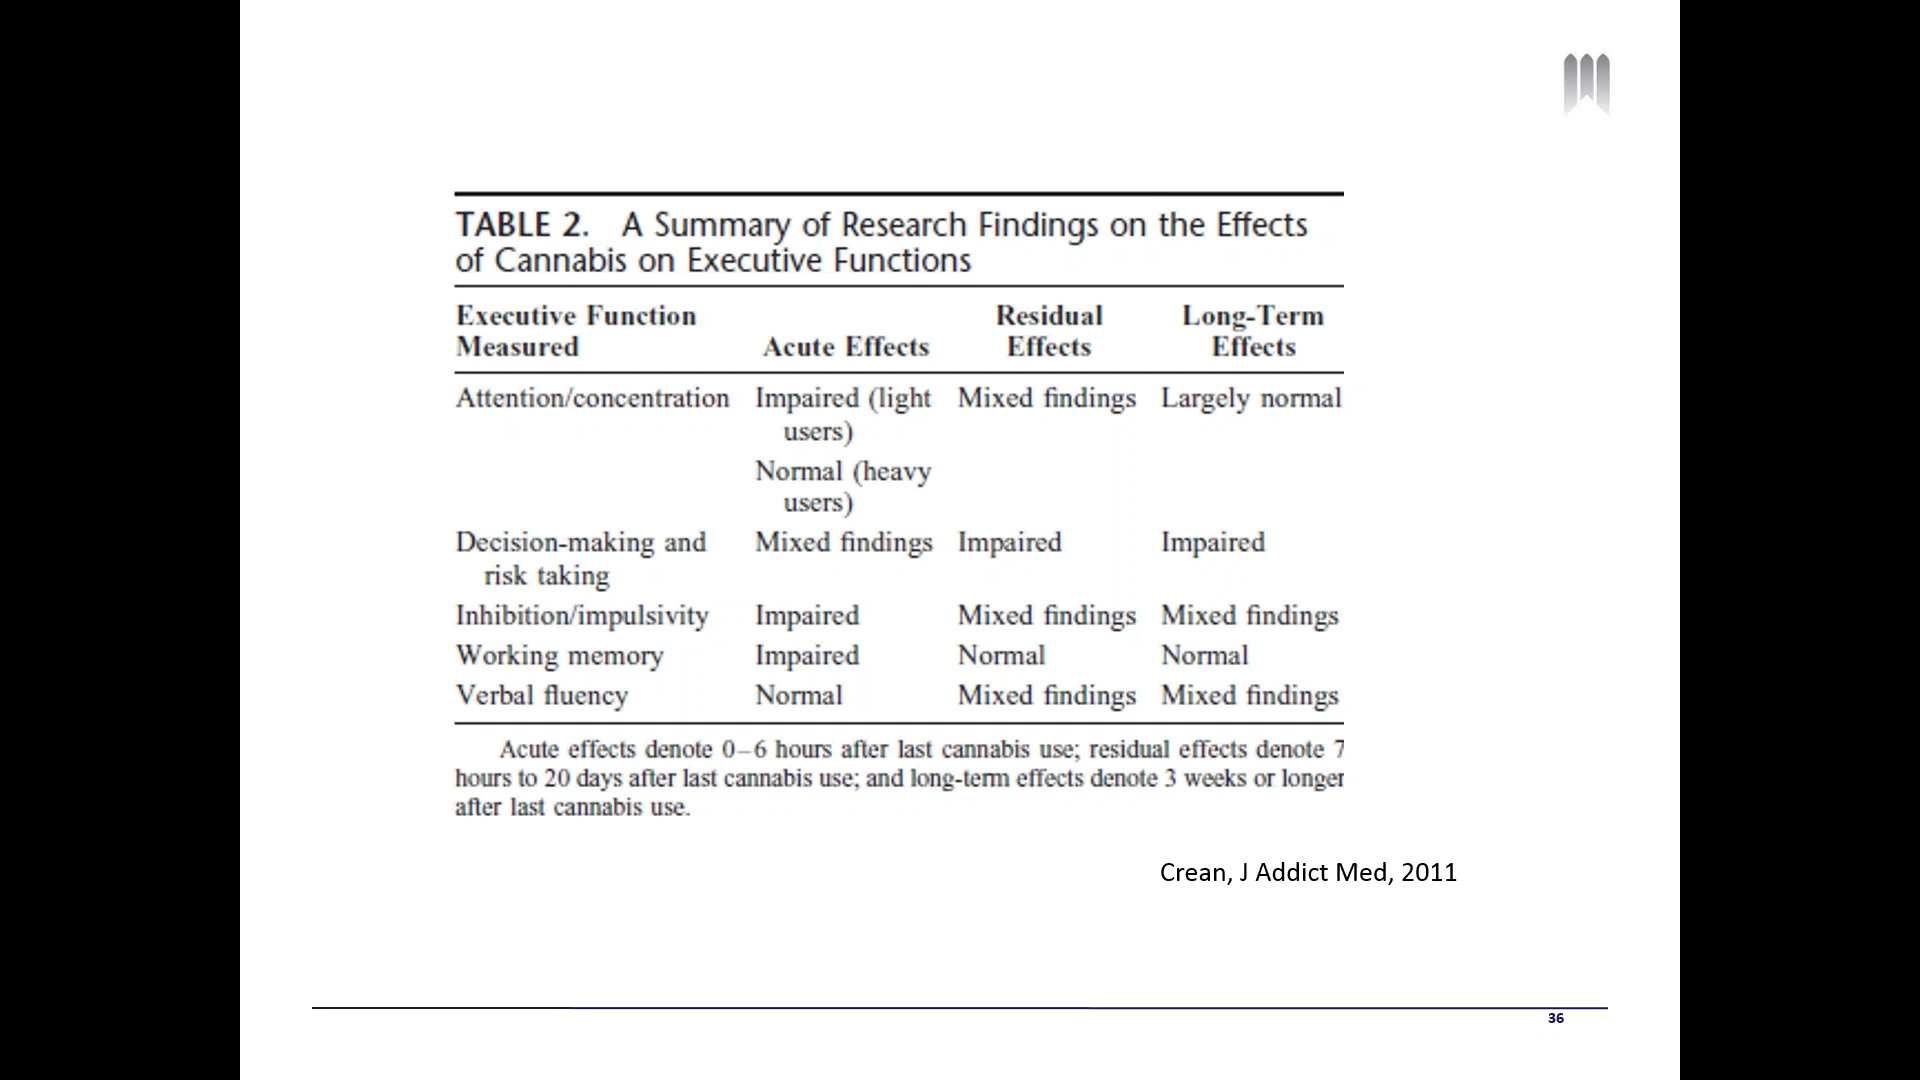 TABLE 2. A Summary of Research Findings on the Effects
of Cannabis on Executive Functions
Executive Function Residual Long-Term
Measured Acute Effects Effects Effects
Attention/concentration Impaired (light Mixed findings Largely normal
users)
Normal (heavy
users)
Decision-making and Mixed findings Impaired Impaired
risk taking
Inhibition/impulsivity Impaired Mixed findings Mixed findings
Working memory Impaired Normal Normal
Verbal fluency Normal Mixed findings Mixed findings
Acute effects denote 0–6 hours after last cannabis use; residual effects denote 7
hours to 20 days after last cannabis use; and long-term effects denote 3 weeks or longer
after last cannabis use.
Crean, J Addict Med, 2011
36